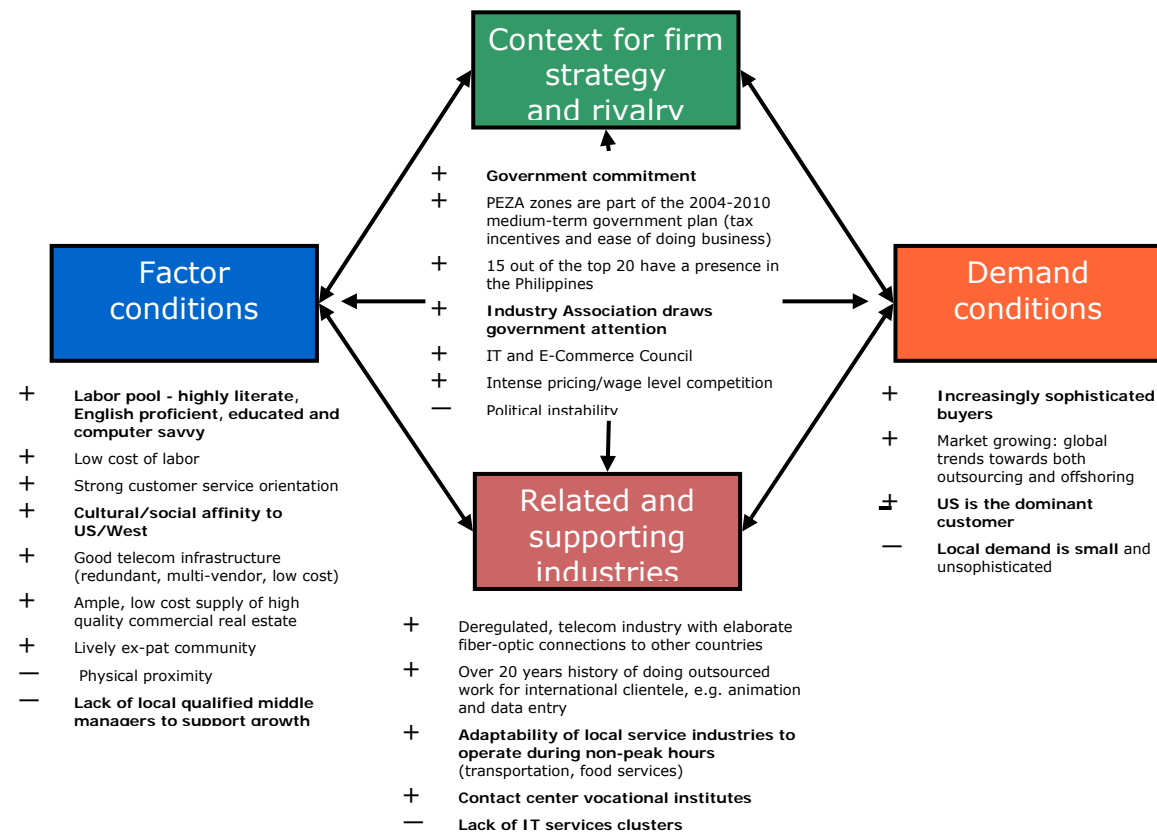 Context for firm
strategy
and rivalry
+ Government commitment
+ PEZA zones are part of the 2004-2010
medium-term government plan (tax
incentives and ease of doing business)
+ 15 out of the top 20 have a presence in
the Philippines
+ Industry Association draws
government attention
+ IT and E-Commerce Council
+ Intense pricing/wage level competition
— Political instability
Factor
conditions
+ Labor pool - highly literate,
English proficient, educated and
computer savvy
+ Low cost of labor
+ Strong customer service orientation
+ Cultural/social affinity to
US/West
+ Good telecom infrastructure
(redundant, multi-vendor, low cost)
+ Ample, low cost supply of high
quality commercial real estate
+ Lively ex-pat community
— Physical proximity
— Lack of local qualified middle
managers to support growth
Demand
conditions
+ Increasingly sophisticated
buyers
+ Market growing: global
trends towards both
outsourcing and offshoring
± US is the dominant
customer
— Local demand is small and
unsophisticated
Related and
supporting
industries
+ Deregulated, telecom industry with elaborate
fiber-optic connections to other countries
+ Over 20 years history of doing outsourced
work for international clientele, e.g. animation
and data entry
+ Adaptability of local service industries to
operate during non-peak hours
(transportation, food services)
+ Contact center vocational institutes
— Lack of IT services clusters